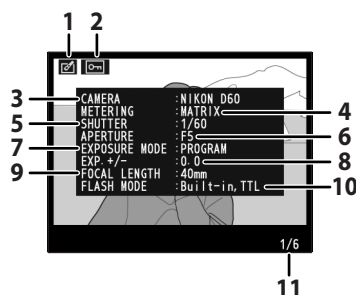 1 2
3 CAMERA :NIKON D60
METERING :MATRIX 4
5 SHUTTER :1/60
APERTURE :F5 6
7 EXPOSURE MODE :PROGRAM
EXP. +/- :0.0 8
9 FOCAL LENGTH :40mm
FLASH MODE :Built-in, TTL 10
1/6
11